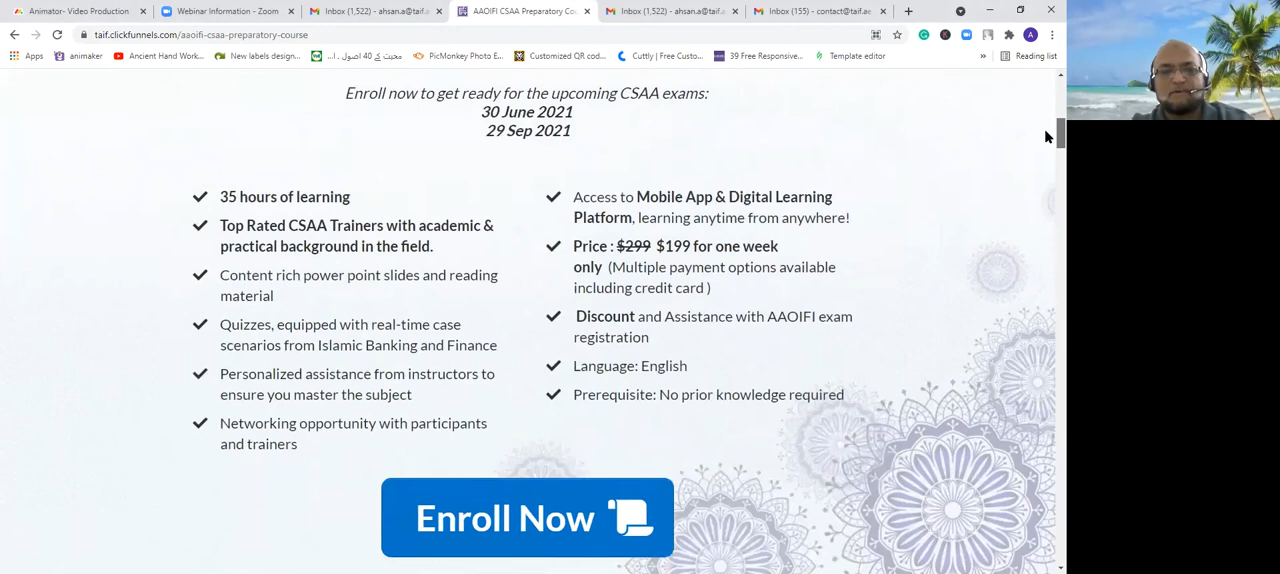 Animator- Video Production
Webinar Information - Zoom
Inbox (1,522) - ahsan.a@taif.a
AAOIFI CSAA Preparatory Co
Inbox (1,522) - ahsan.a@taif.a
Inbox (155) - contact@taif.ae
taif.clickfunnels.com/aaoifi-csaa-preparatory-course
Apps
animaker
Ancient Hand Work...
New labels design...
محبت کے 40 اصول ۔ ا...
PicMonkey Photo E...
Customized QR cod...
Cuttly | Free Custo...
39 Free Responsive...
Template editor
»
Reading list
Enroll now to get ready for the upcoming CSAA exams:
30 June 2021
29 Sep 2021
35 hours of learning
Top Rated CSAA Trainers with academic &
practical background in the field.
Content rich power point slides and reading
material
Quizzes, equipped with real-time case
scenarios from Islamic Banking and Finance
Personalized assistance from instructors to
ensure you master the subject
Networking opportunity with participants
and trainers
Access to Mobile App & Digital Learning
Platform, learning anytime from anywhere!
Price : $299 $199 for one week
only (Multiple payment options available
including credit card )
Discount and Assistance with AAOIFI exam
registration
Language: English
Prerequisite: No prior knowledge required
Enroll Now